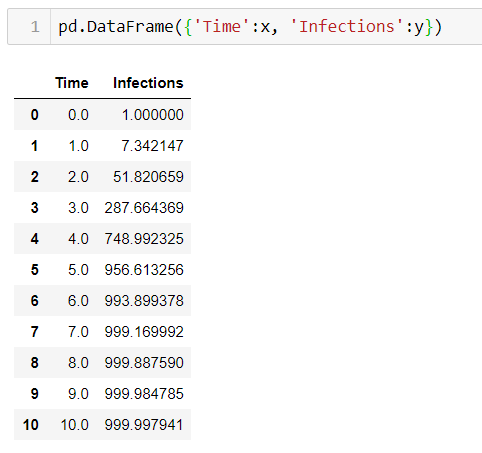 1 pd.DataFrame({'Time':x, 'Infections':y})
Time Infections
0 0.0 1.000000
1 1.0 7.342147
2 2.0 51.820659
3 3.0 287.664369
4 4.0 748.992325
5 5.0 956.613256
6 6.0 993.899378
7 7.0 999.169992
8 8.0 999.887590
9 9.0 999.984785
10 10.0 999.997941